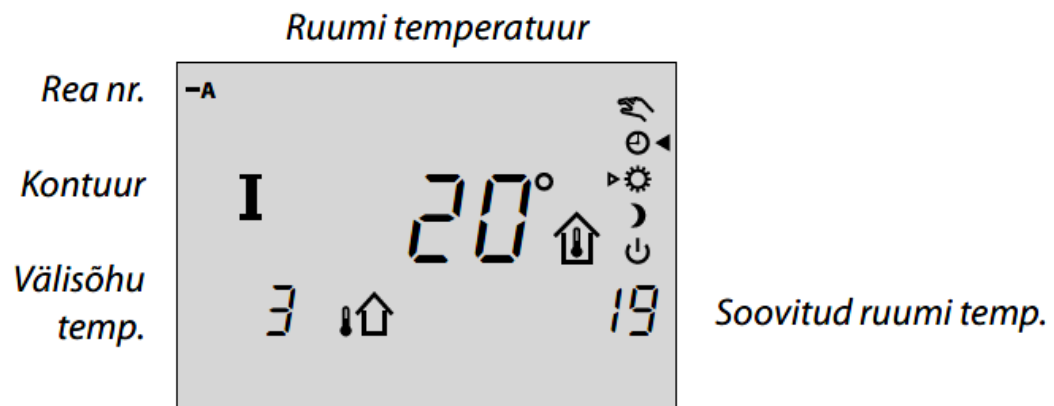 Ruumi temperatuur
Rea nr.
-A
Kontuur
I
20°
Välisõhu
temp.
3
19
Soovitud ruumi temp.